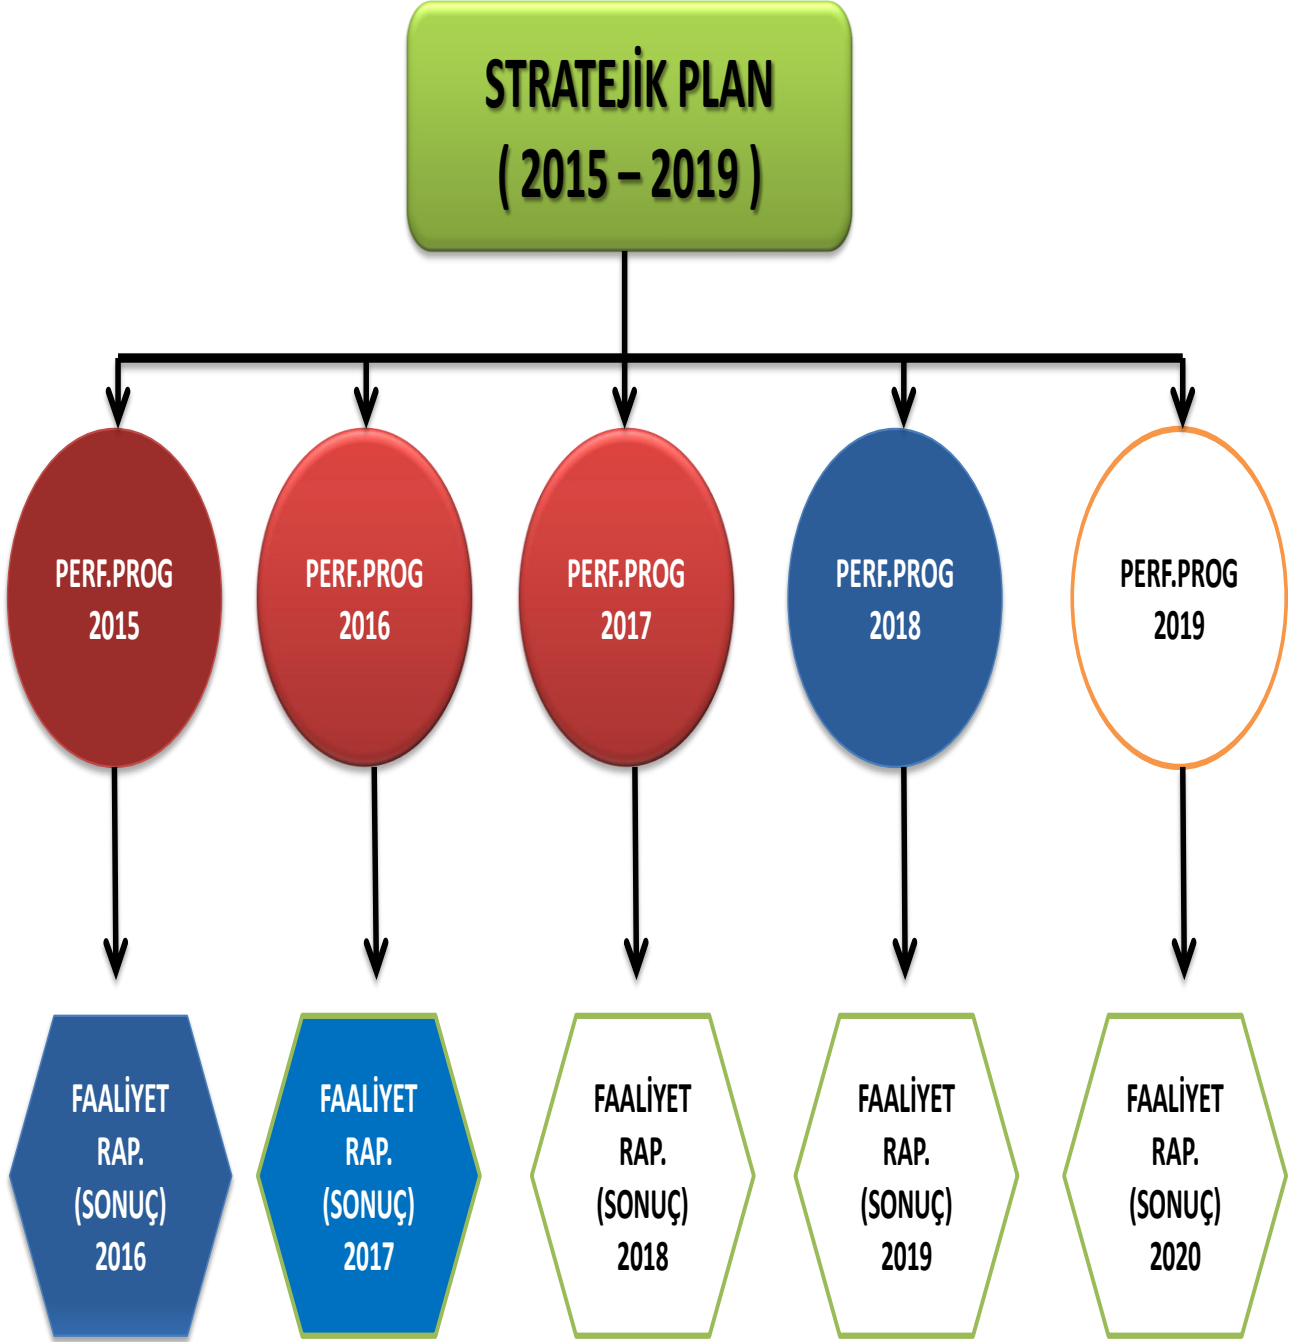 STRATEJİK PLAN
( 2015 – 2019 )
PERF.PROG
2015
PERF.PROG
2016
PERF.PROG
2017
PERF.PROG
2018
PERF.PROG
2019
FAALİYET
RAP.
(SONUÇ)
2016
FAALİYET
RAP.
(SONUÇ)
2017
FAALİYET
RAP.
(SONUÇ)
2018
FAALİYET
RAP.
(SONUÇ)
2019
FAALİYET
RAP.
(SONUÇ)
2020